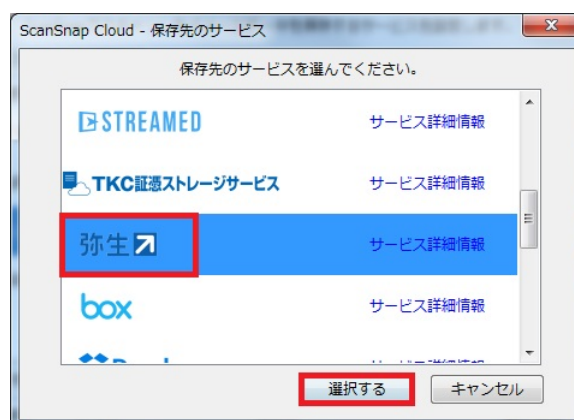 ScanSnap Cloud - 保存先のサービス
保存先のサービスを選んでください。
STREAMED サービス詳細情報
TKC証憑ストレージサービス サービス詳細情報
弥生 サービス詳細情報
box サービス詳細情報
選択する キャンセル